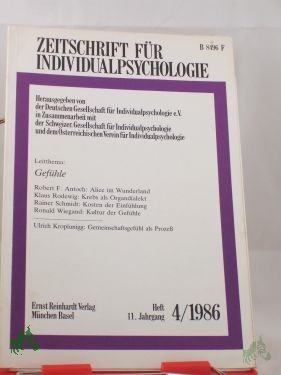 B 8496 F
ZEITSCHRIFT FÜR
INDIVIDUALPSYCHOLOGIE
Herausgegeben von
der Deutschen Gesellschaft für Individualpsychologie e.V.
in Zusammenarbeit mit
der Schweizer Gesellschaft für Individualpsychologie
und dem Österreichischen Verein für Individualpsychologie
Leitthema:
Gefühle
Robert F. Antoch: Alice im Wunderland
Klaus Rodewig: Krebs als Organdialekt
Rainer Schmidt: Kosten der Einfühlung
Ronald Wiegand: Kultur der Gefühle
Ulrich Kropiunigg: Gemeinschaftsgefühl als Prozeß
Ernst Reinhardt Verlag
München Basel
Heft
11. Jahrgang
4/1986